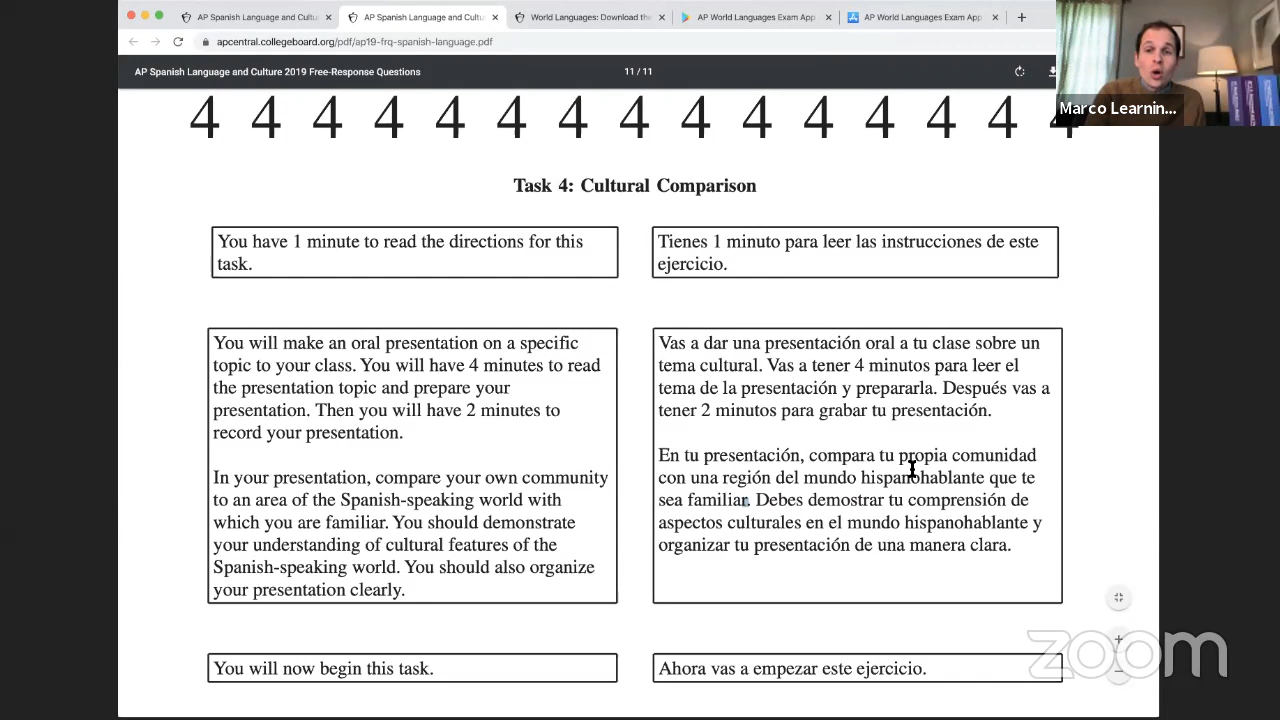 AP Spanish Language and Cultu
AP Spanish Language and Cultu
World Languages: Download the
AP World Languages Exam App
AP World Languages Exam App
apcentral.collegeboard.org/pdf/ap19-frq-spanish-language.pdf
AP Spanish Language and Culture 2019 Free-Response Questions
11 / 11
Marco Learnin...
4 4 4 4 4 4 4 4 4 4 4 4 4 4 4
Task 4: Cultural Comparison
You have 1 minute to read the directions for this
task.
Tienes 1 minuto para leer las instrucciones de este
ejercicio.
You will make an oral presentation on a specific
topic to your class. You will have 4 minutes to read
the presentation topic and prepare your
presentation. Then you will have 2 minutes to
record your presentation.
In your presentation, compare your own community
to an area of the Spanish-speaking world with
which you are familiar. You should demonstrate
your understanding of cultural features of the
Spanish-speaking world. You should also organize
your presentation clearly.
Vas a dar una presentación oral a tu clase sobre un
tema cultural. Vas a tener 4 minutos para leer el
tema de la presentación y prepararla. Después vas a
tener 2 minutos para grabar tu presentación.
En tu presentación, compara tu propia comunidad
con una región del mundo hispanohablante que te
sea familiar. Debes demostrar tu comprensión de
aspectos culturales en el mundo hispanohablante y
organizar tu presentación de una manera clara.
You will now begin this task.
Ahora vas a empezar este ejercicio.
zoom